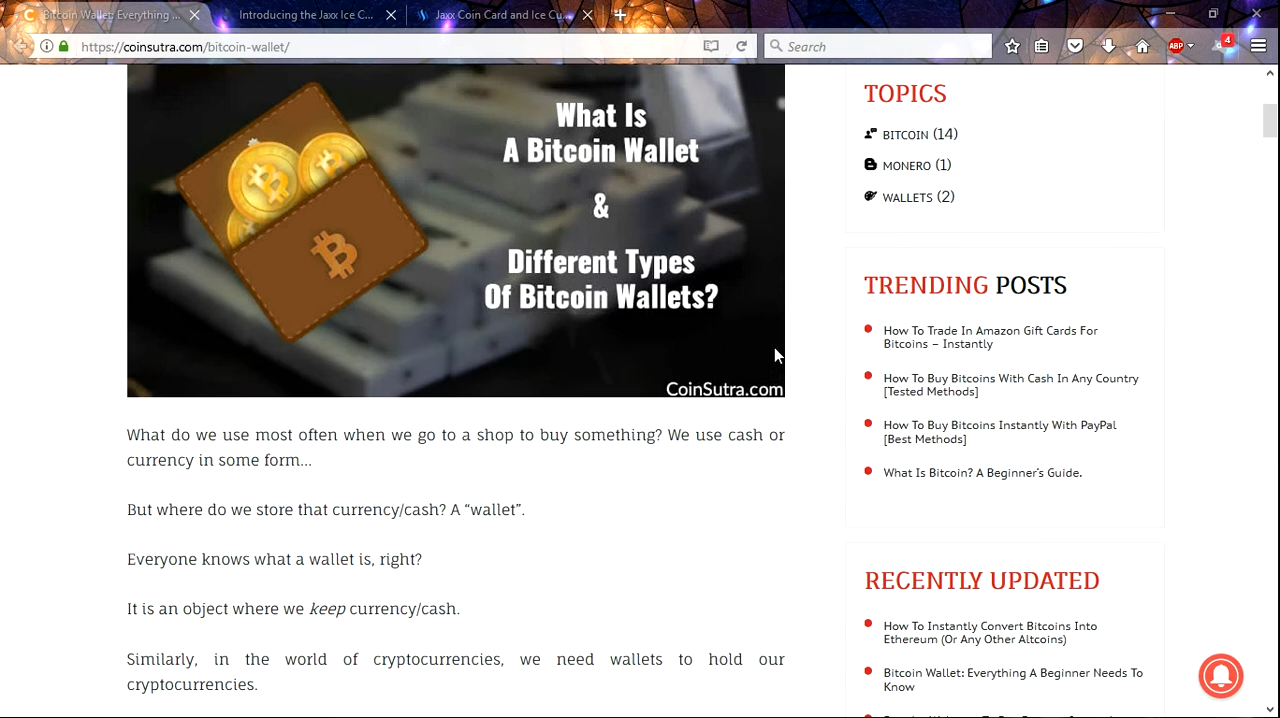 Bitcoin Wallet: Everything ...
Introducing the Jaxx Ice C...
Jaxx Coin Card and Ice Cu...
https://coinsutra.com/bitcoin-wallet/
Search
ABP
4
What Is
A Bitcoin Wallet
&
Different Types
Of Bitcoin Wallets?
CoinSutra.com
What do we use most often when we go to a shop to buy something? We use cash or
currency in some form...
But where do we store that currency/cash? A “wallet”.
Everyone knows what a wallet is, right?
It is an object where we keep currency/cash.
Similarly, in the world of cryptocurrencies, we need wallets to hold our
cryptocurrencies.
TOPICS
BITCOIN (14)
MONERO (1)
WALLETS (2)
TRENDING POSTS
How To Trade In Amazon Gift Cards For
Bitcoins – Instantly
How To Buy Bitcoins With Cash In Any Country
[Tested Methods]
How To Buy Bitcoins Instantly With PayPal
[Best Methods]
What Is Bitcoin? A Beginner’s Guide.
RECENTLY UPDATED
How To Instantly Convert Bitcoins Into
Ethereum (Or Any Other Altcoins)
Bitcoin Wallet: Everything A Beginner Needs To
Know